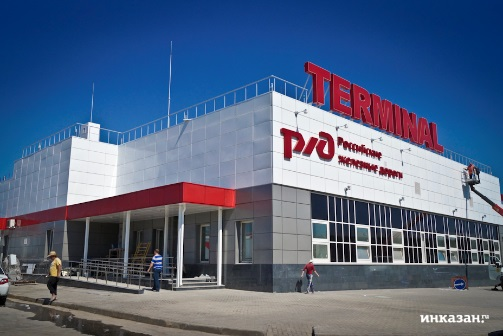 TERMINAL
РЖД Российские
железные дороги
инказан.ru